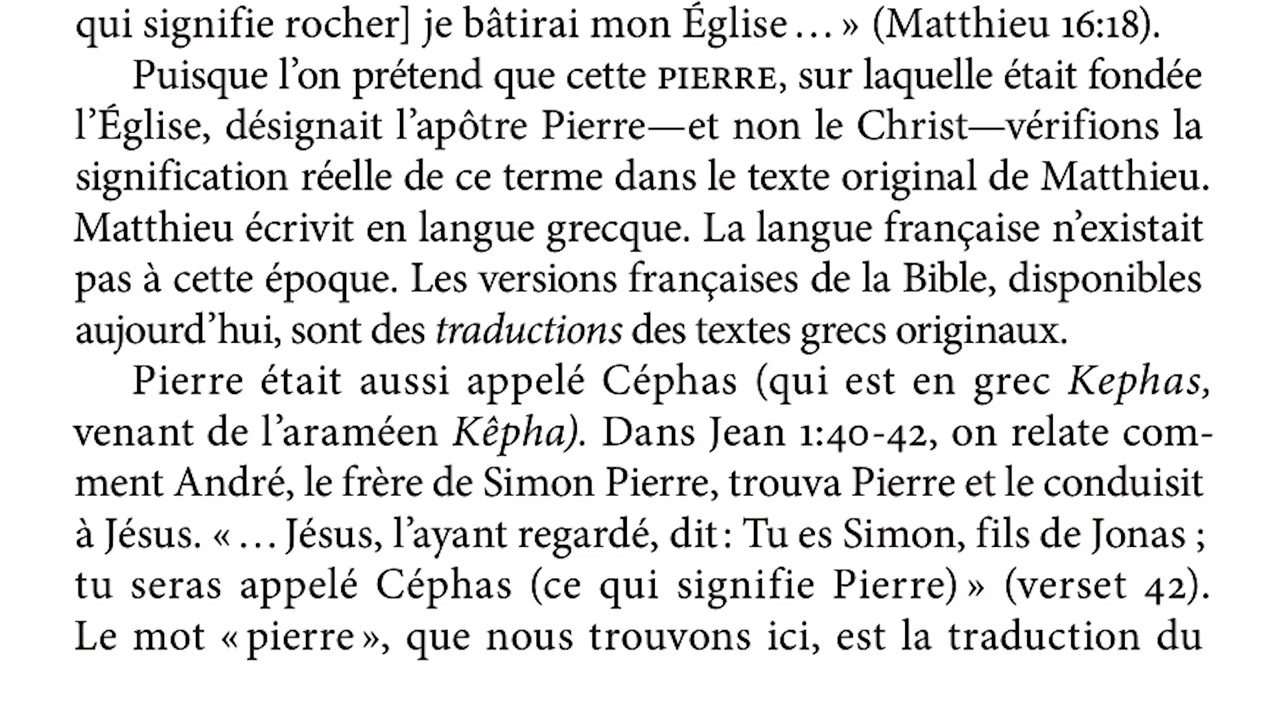 qui signifie rocher] je bâtirai mon Église… » (Matthieu 16:18).
Puisque l’on prétend que cette PIERRE, sur laquelle était fondée
l’Église, désignait l’apôtre Pierre—et non le Christ—vérifions la
signification réelle de ce terme dans le texte original de Matthieu.
Matthieu écrivit en langue grecque. La langue française n’existait
pas à cette époque. Les versions françaises de la Bible, disponibles
aujourd’hui, sont des traductions des textes grecs originaux.
Pierre était aussi appelé Céphas (qui est en grec Kephas,
venant de l’araméen Kêpha). Dans Jean 1:40-42, on relate com-
ment André, le frère de Simon Pierre, trouva Pierre et le conduisit
à Jésus. « … Jésus, l’ayant regardé, dit : Tu es Simon, fils de Jonas ;
tu seras appelé Céphas (ce qui signifie Pierre) » (verset 42).
Le mot « pierre », que nous trouvons ici, est la traduction du